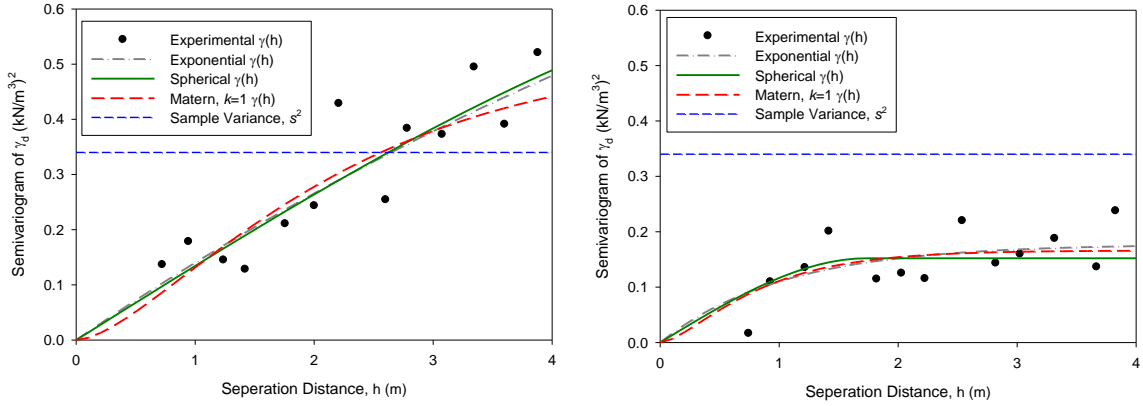 Semivariogram of γd (kN/m³)²
0.6
0.5
0.4
0.3
0.2
0.1
0.0
Experimental γ(h)
Exponential γ(h)
Spherical γ(h)
Matern, k=1 γ(h)
Sample Variance, s²
0 1 2 3 4
Seperation Distance, h (m)
Semivariogram of γd (kN/m³)²
0.6
0.5
0.4
0.3
0.2
0.1
0.0
Experimental γ(h)
Exponential γ(h)
Spherical γ(h)
Matern, k=1 γ(h)
Sample Variance, s²
0 1 2 3 4
Seperation Distance, h (m)